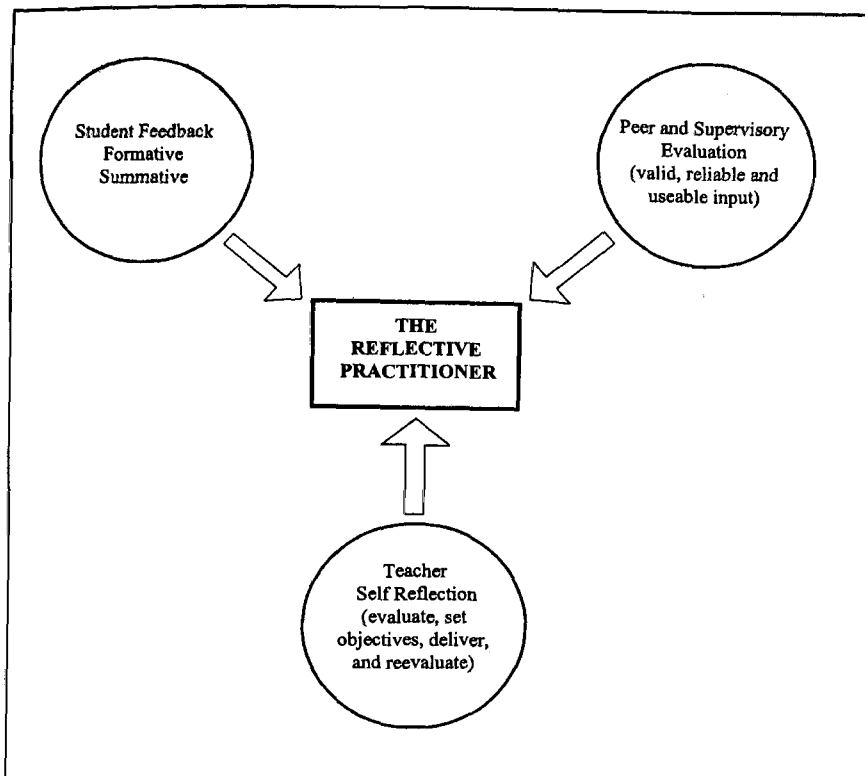 Student Feedback
Formative
Summative
Peer and Supervisory
Evaluation
(valid, reliable and
useable input)
THE
REFLECTIVE
PRACTITIONER
Teacher
Self Reflection
(evaluate, set
objectives, deliver,
and reevaluate)